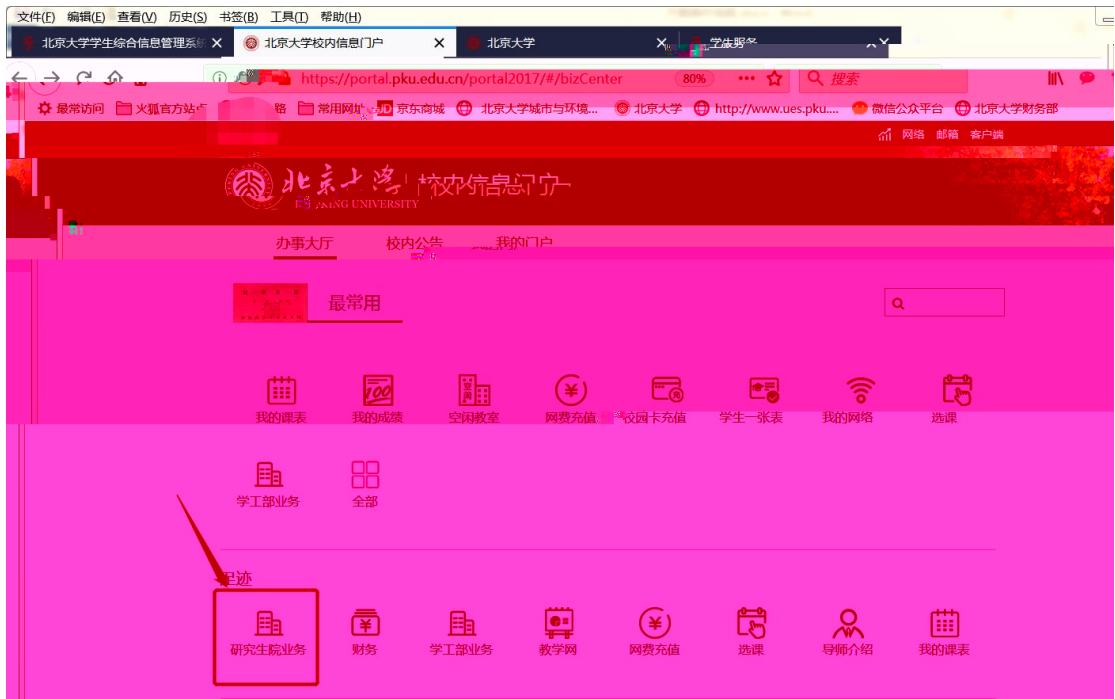 文件(F) 编辑(E) 查看(V) 历史(S) 书签(B) 工具(T) 帮助(H)
北京大学学生综合信息管理系统 × 北京大学校内信息门户 × 北京大学 × 学生服务 ×
https://portal.pku.edu.cn/portal2017/#/bizCenter 80% ••• 搜索
最常访问 火狐官方站点 常用网址 JD 京东商城 北京大学城市与环境... 北京大学 http://www.ues.pku.... 微信公众平台 北京大学财务部
网络 邮箱 客户端
北京大学 校内信息门户
PEKING UNIVERSITY
办事大厅 校内公告 我的门户
最常用
100
我的课表 我的成绩 空闲教室 网费充值 校园卡充值 学生一张表 我的网络 选课
学工部业务 全部
足迹
研究生院业务 财务 学工部业务 教学网 网费充值 选课 导师介绍 我的课表